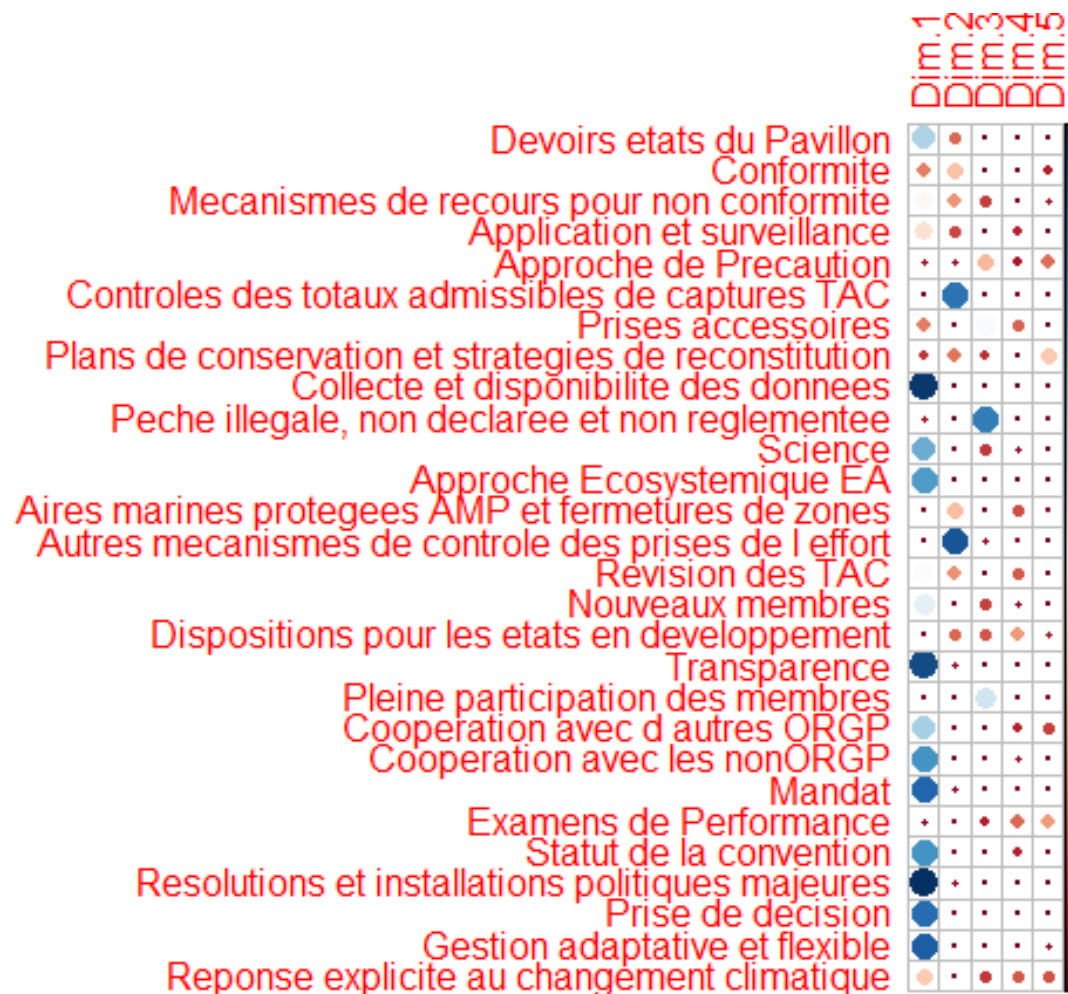 Dim.1 Dim.2 Dim.3 Dim.4 Dim.5
Devoirs etats du Pavillon
Conformite
Mecanismes de recours pour non conformite
Application et surveillance
Approche de Precaution
Controles des totaux admissibles de captures TAC
Prises accessoires
Plans de conservation et strategies de reconstitution
Collecte et disponibilite des donnees
Peche illegale, non declaree et non reglementee
Science
Approche Ecosystemique EA
Aires marines protegees AMP et fermetures de zones
Autres mecanismes de controle des prises de l effort
Revision des TAC
Nouveaux membres
Dispositions pour les etats en developpement
Transparence
Pleine participation des membres
Cooperation avec d autres ORGP
Cooperation avec les nonORGP
Mandat
Examens de Performance
Statut de la convention
Resolutions et installations politiques majeures
Prise de decision
Gestion adaptative et flexible
Reponse explicite au changement climatique